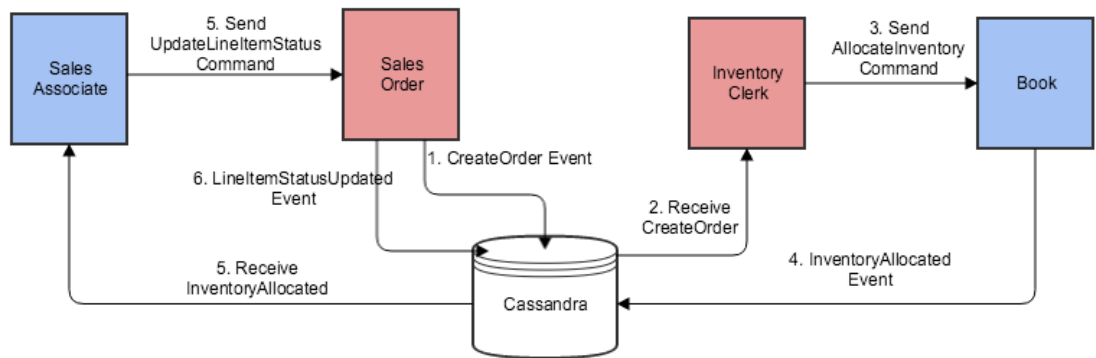 5. Send
UpdateLineItemStatus
Command
3. Send
AllocateInventory
Command
Sales
Associate
Sales
Order
Inventory
Clerk
Book
1. CreateOrder Event
6. LineItemStatusUpdated
Event
2. Receive
CreateOrder
4. InventoryAllocated
Event
5. Receive
InventoryAllocated
Cassandra